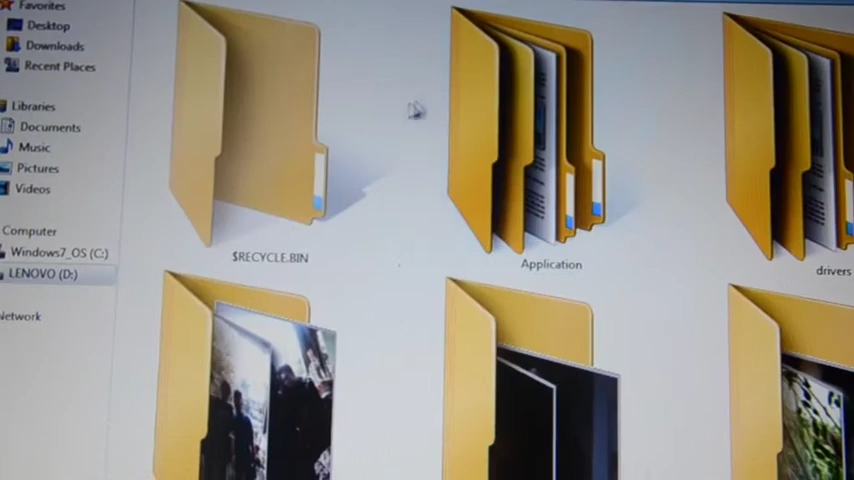 Favorites
Desktop
Downloads
Recent Places
Libraries
Documents
Music
Pictures
Videos
Computer
Windows7_OS (C:)
LENOVO (D:)
Network
$RECYCLE.BIN
Application
drivers